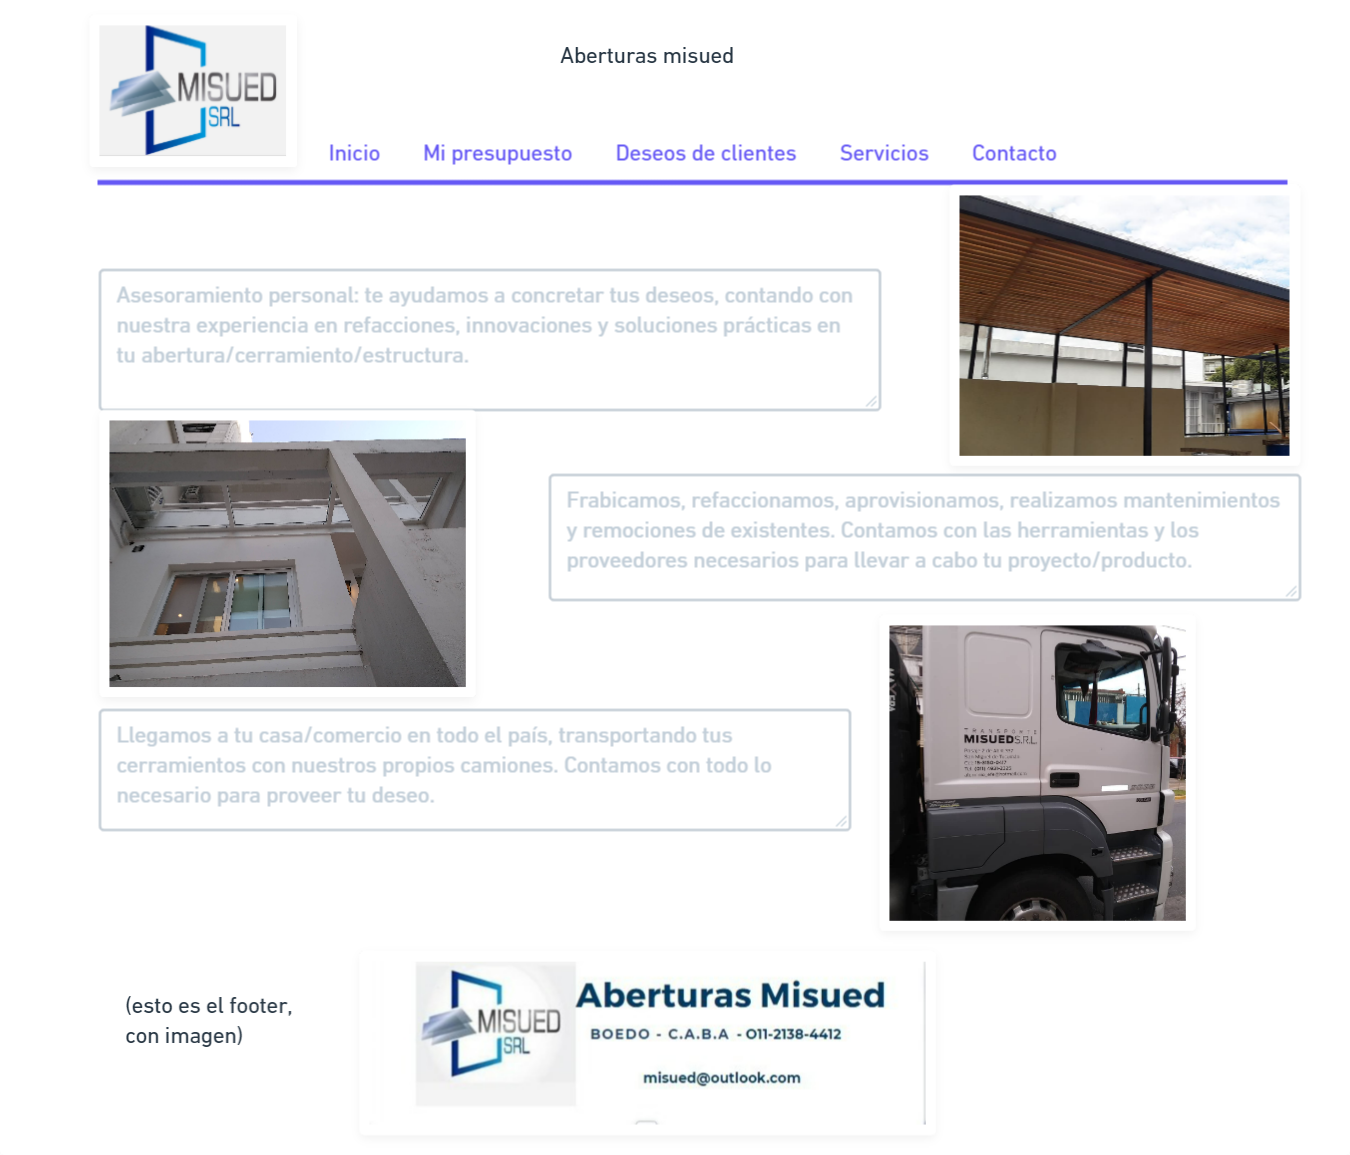 MISUED
SRL
Aberturas misued
Inicio Mi presupuesto Deseos de clientes Servicios Contacto
Asesoramiento personal: te ayudamos a concretar tus deseos, contando con
nuestra experiencia en refacciones, innovaciones y soluciones prácticas en
tu abertura/cerramiento/estructura.
Frabicamos, refaccionamos, aprovisionamos, realizamos mantenimientos
y remociones de existentes. Contamos con las herramientas y los
proveedores necesarios para llevar a cabo tu proyecto/producto.
TRANSPORTE
MISUED S.R.L.
Llegamos a tu casa/comercio en todo el país, transportando tus
cerramientos con nuestros propios camiones. Contamos con todo lo
necesario para proveer tu deseo.
(esto es el footer,
con imagen)
MISUED
SRL
Aberturas Misued
BOEDO - C.A.B.A - 011-2138-4412
misued@outlook.com